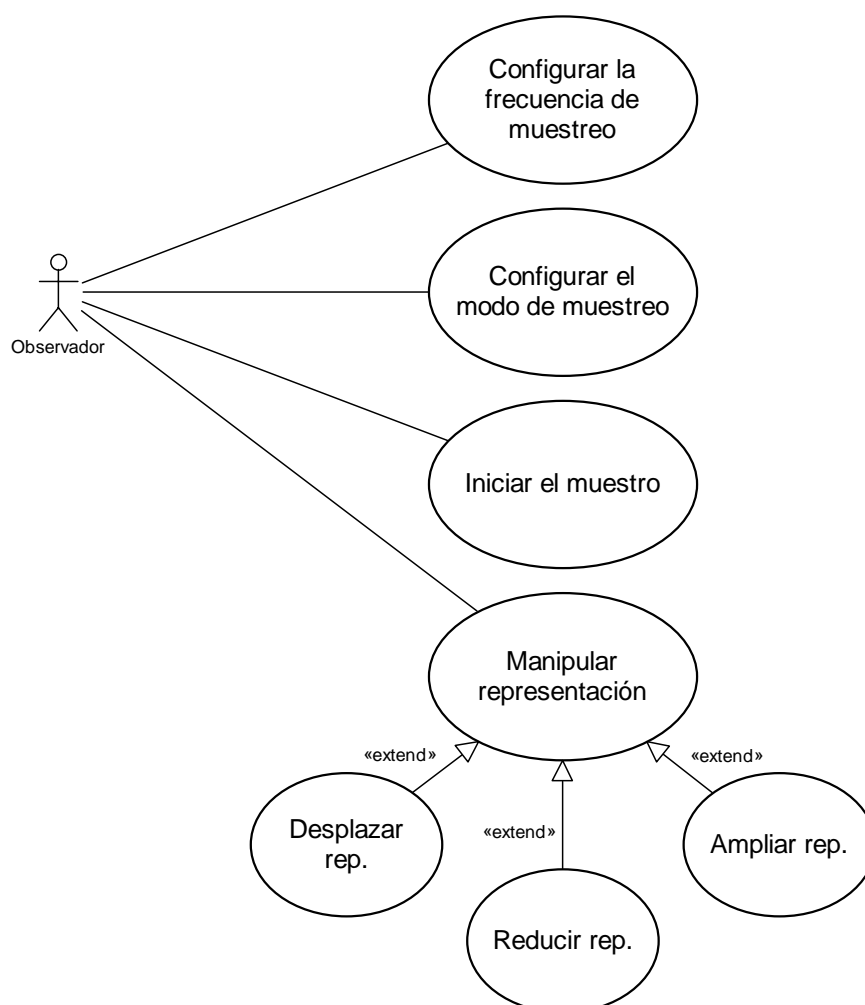 Configurar la
frecuencia de
muestreo
Configurar el
modo de muestreo
Observador
Iniciar el muestro
Manipular
representación
«extend»
«extend»
«extend»
Desplazar
rep.
Ampliar rep.
Reducir rep.